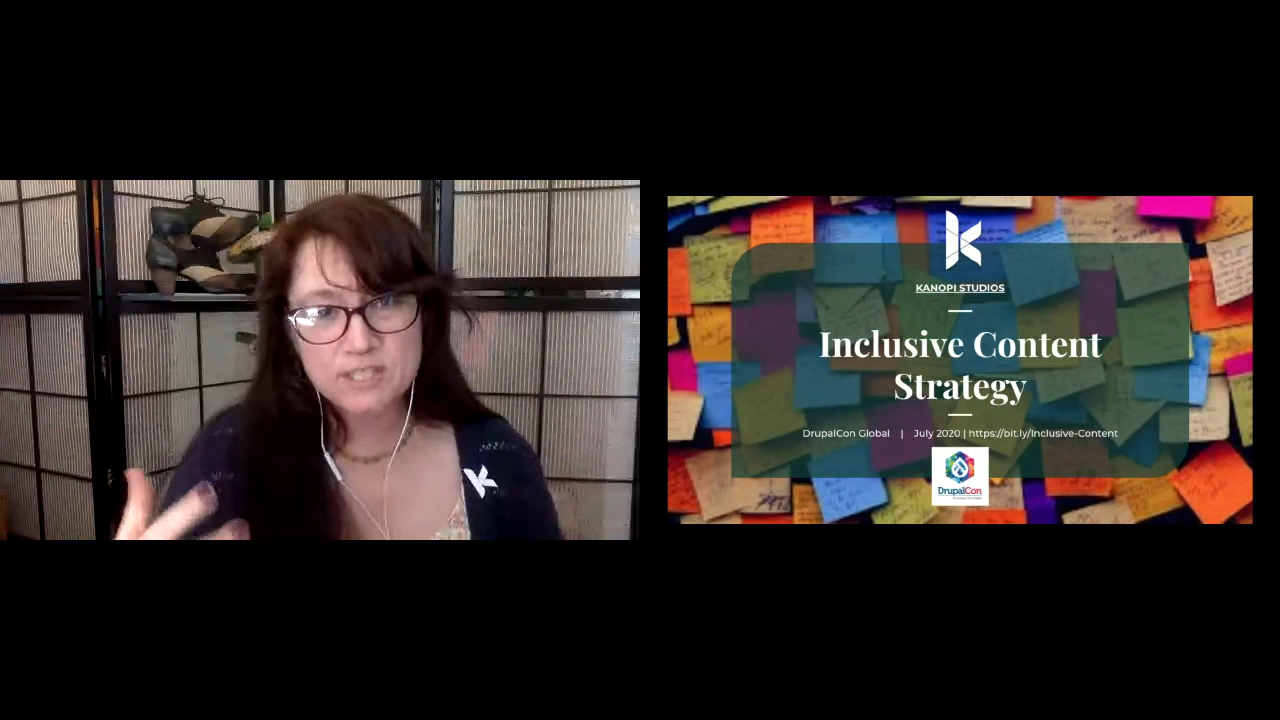 KANOPI STUDIOS
Inclusive Content
Strategy
DrupalCon Global | July 2020 | https://bit.ly/Inclusive-Content
DrupalCon